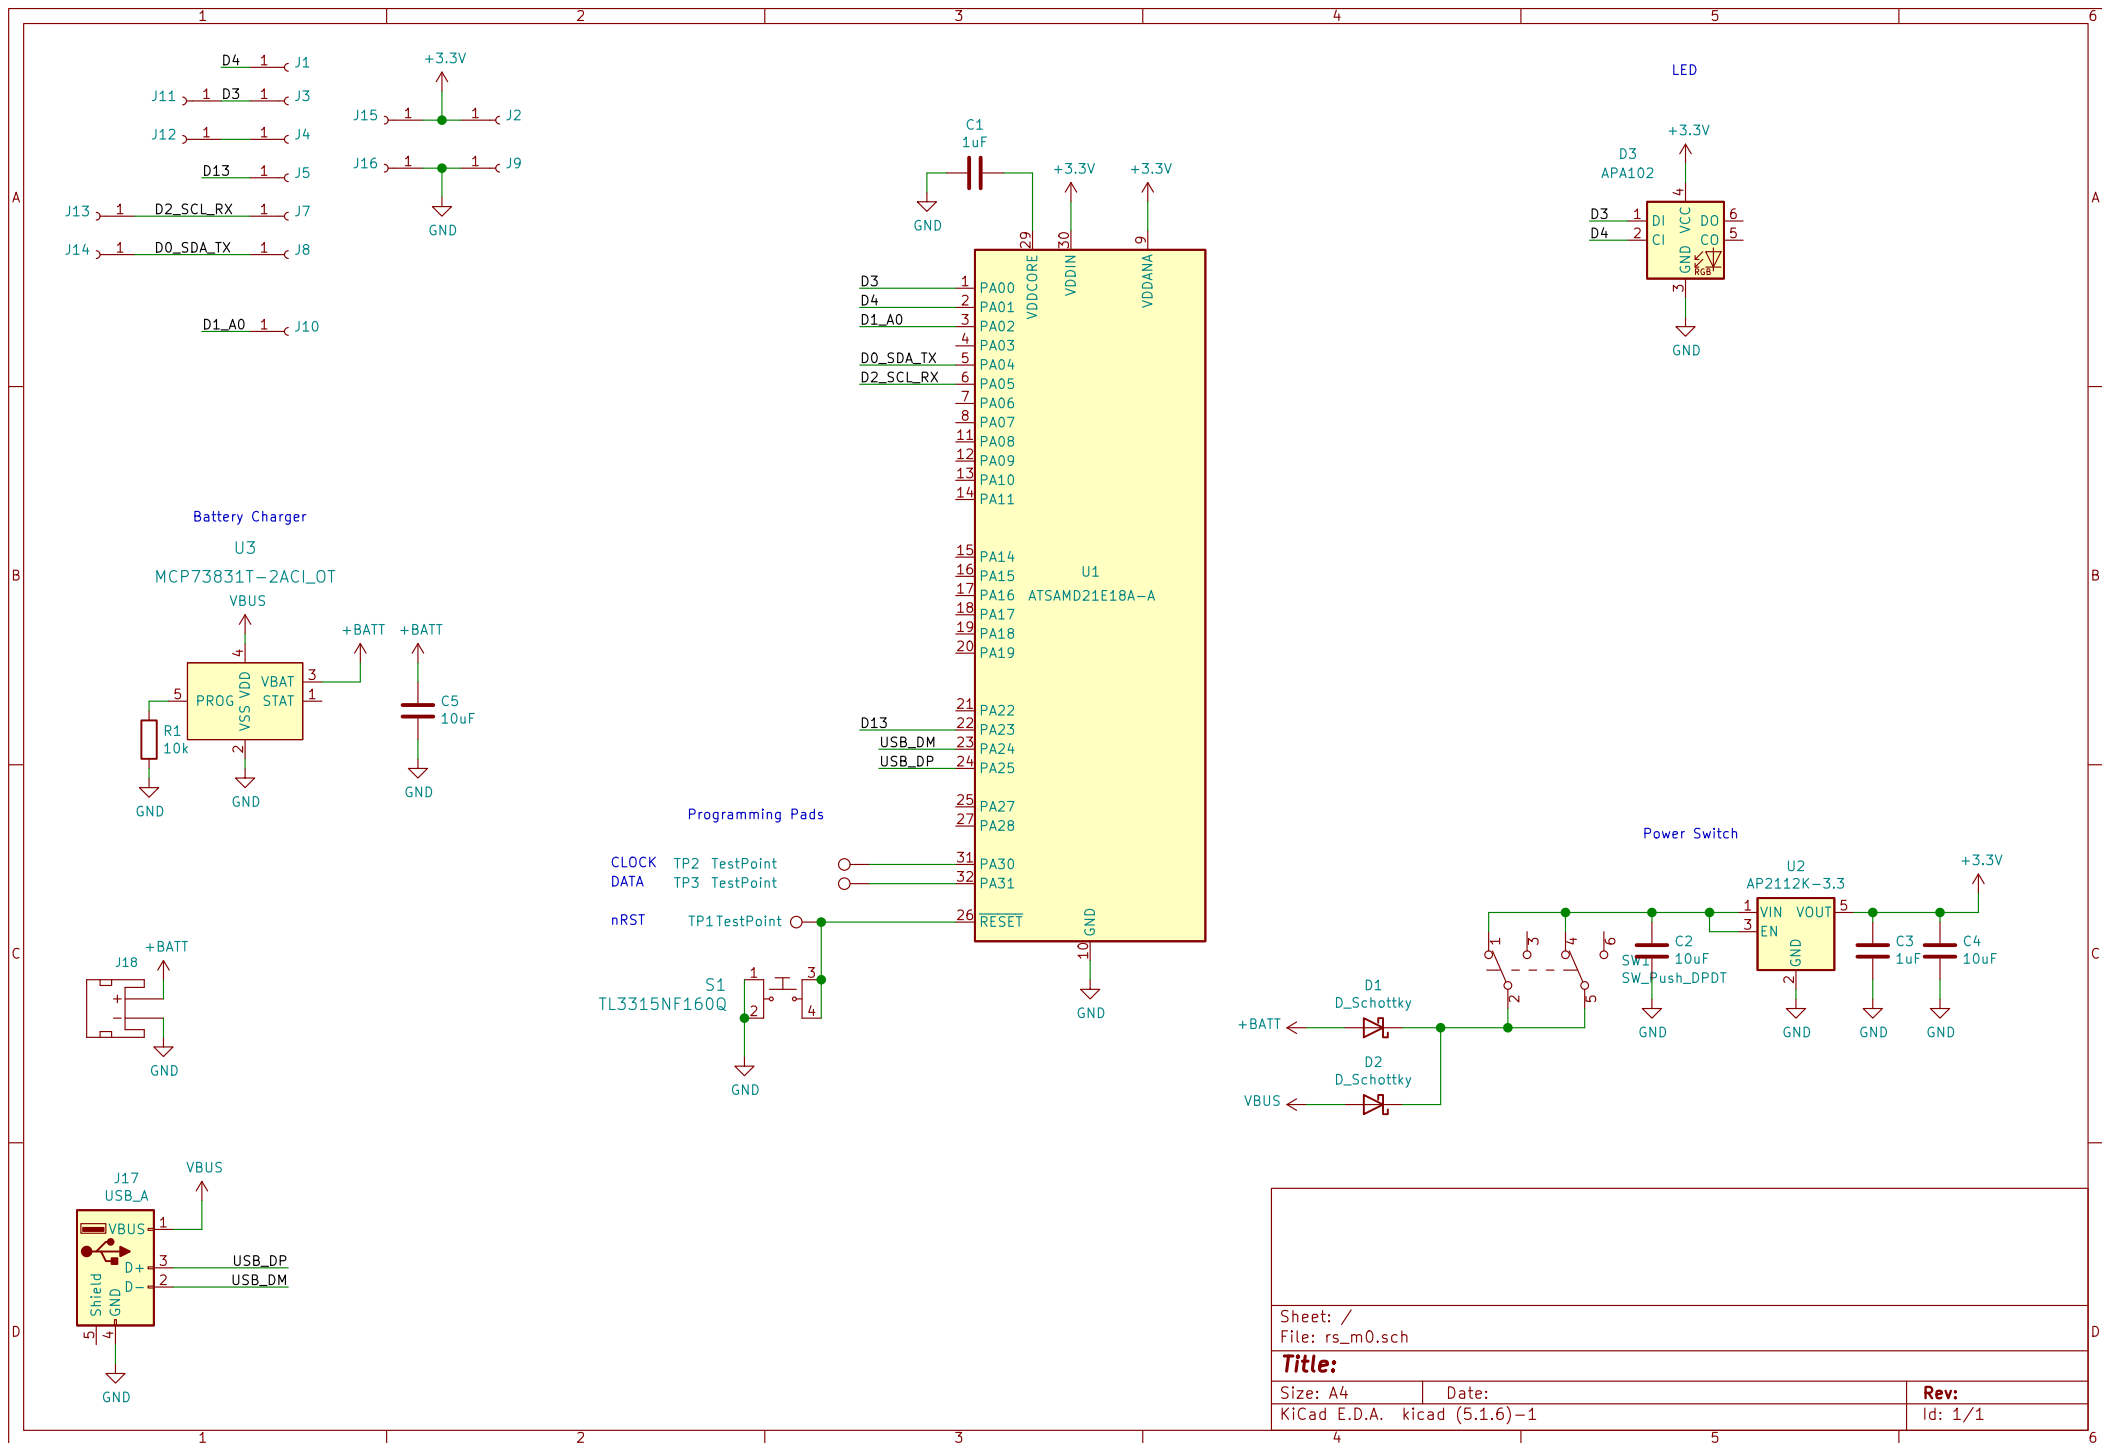 1 2 3 4 5 6
A A
B B
C C
D D
D4 1 J1
J11 1 D3 1 J3
J12 1 1 J4
D13 1 J5
J13 1 D2_SCL_RX 1 J7
J14 1 D0_SDA_TX 1 J8
D1_A0 1 J10
+3.3V
J15 1 1 J2
J16 1 1 J9
GND
C1
1uF
GND
+3.3V
+3.3V
29 30 9
VDDCORE VDDIN VDDANA
D3 1 PA00
D4 2 PA01
D1_A0 3 PA02
4 PA03
D0_SDA_TX 5 PA04
D2_SCL_RX 6 PA05
7 PA06
8 PA07
11 PA08
12 PA09
13 PA10
14 PA11
15 PA14
16 PA15
17 PA16
18 PA17
19 PA18
20 PA19
U1
ATSAMD21E18A-A
21 PA22
D13 22 PA23
USB_DM 23 PA24
USB_DP 24 PA25
25 PA27
27 PA28
31 PA30
32 PA31
26 RESET
GND
10
GND
LED
+3.3V
D3
APA102
4
D3 1 DI VCC DO 6
D4 2 CI GND CO 5
RGB
3
GND
Battery Charger
U3
MCP73831T-2ACI_OT
VBUS
+BATT
+BATT
4
VDD VBAT 3
5 PROG STAT 1
VSS
2
R1
10k
GND
GND
C5
10uF
GND
Programming Pads
CLOCK TP2 TestPoint
DATA TP3 TestPoint
nRST TP1 TestPoint
S1
TL3315NF160Q
1 3
2 4
GND
+BATT
J18
+
-
GND
VBUS
J17
USB_A
VBUS 1
D+ 3 USB_DP
D- 2 USB_DM
Shield GND
5 4
GND
Power Switch
U2
AP2112K-3.3
+3.3V
1 VIN VOUT 5
3 EN
GND
2
GND
1 3 4 6
2 5
SW1
SW_Push_DPDT
C2
10uF
GND
C3
1uF
GND
C4
10uF
GND
D1
D_Schottky
+BATT
D2
D_Schottky
VBUS
Sheet: /
File: rs_m0.sch
Title:
Size: A4 Date: Rev:
KiCad E.D.A. kicad (5.1.6)-1 Id: 1/1
1 2 3 4 5 6